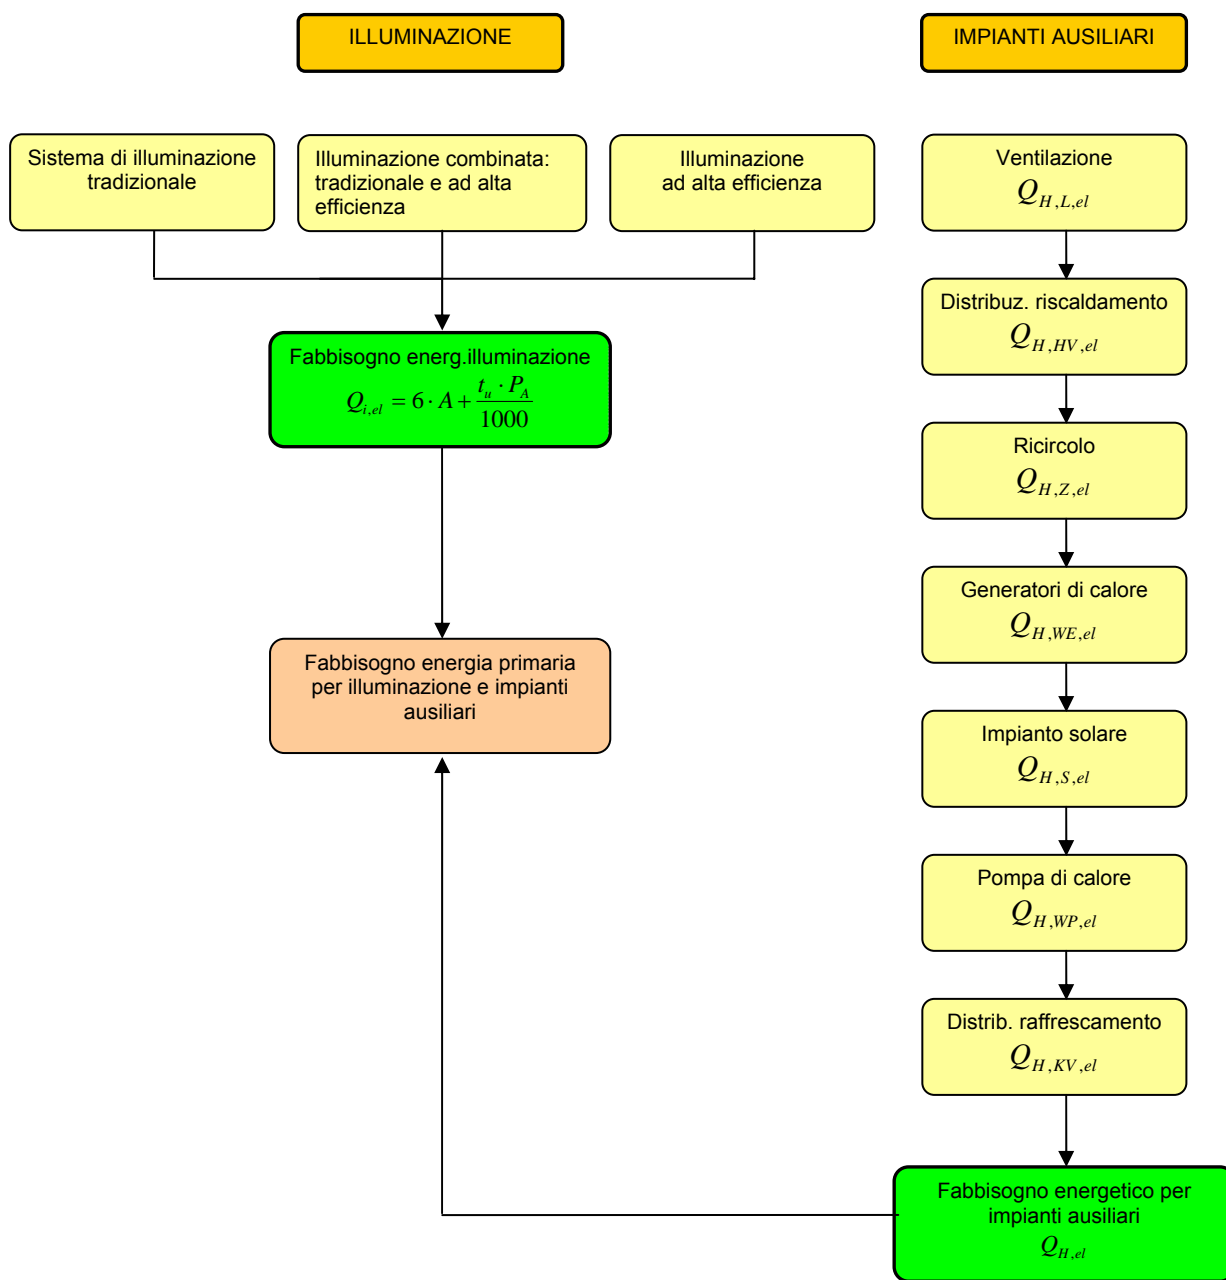 ILLUMINAZIONE
IMPIANTI AUSILIARI
Sistema di illuminazione
tradizionale
Illuminazione combinata:
tradizionale e ad alta
efficienza
Illuminazione
ad alta efficienza
Ventilazione
Q_{H,L,el}
Distribuz. riscaldamento
Q_{H,HV,el}
Fabbisogno energ.illuminazione
Q_{i,el} = 6 · A + \frac{t_u · P_A}{1000}
Ricircolo
Q_{H,Z,el}
Generatori di calore
Q_{H,WE,el}
Fabbisogno energia primaria
per illuminazione e impianti
ausiliari
Impianto solare
Q_{H,S,el}
Pompa di calore
Q_{H,WP,el}
Distrib. raffrescamento
Q_{H,KV,el}
Fabbisogno energetico per
impianti ausiliari
Q_{H,el}